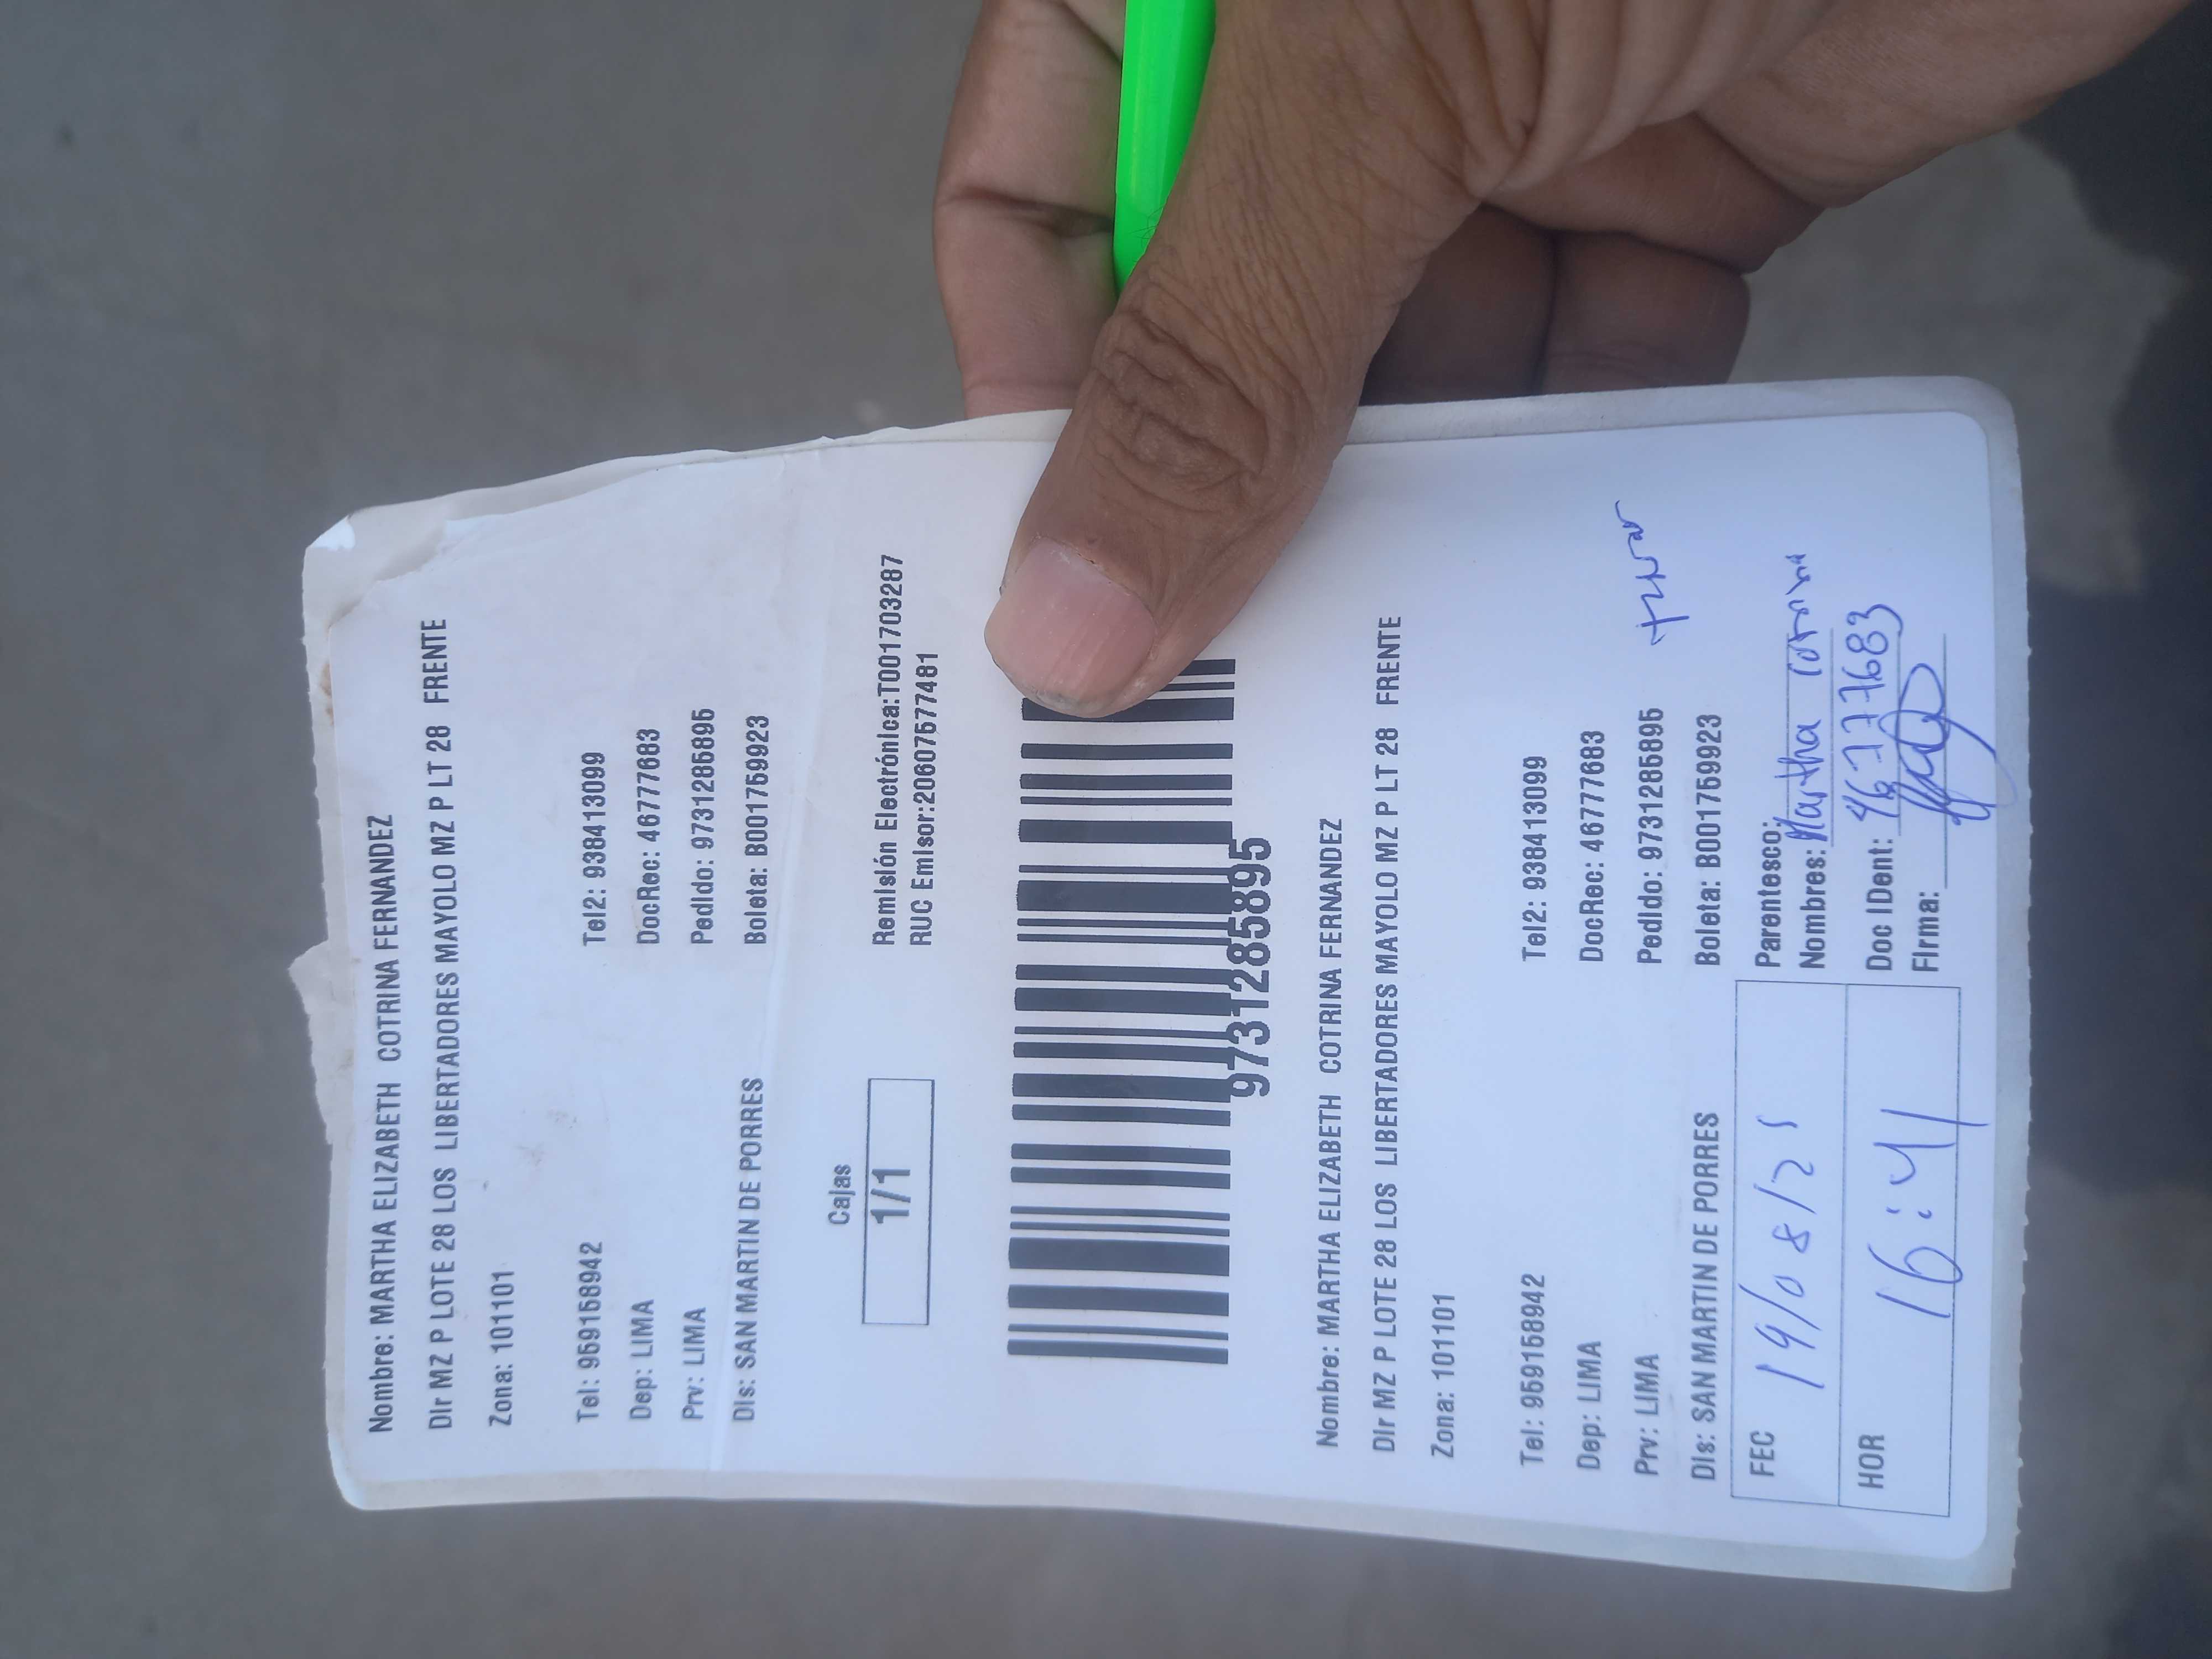 Nombre: MARTHA ELIZABETH COTRINA FERNANDEZ
Dir MZ P LOTE 28 LOS LIBERTADORES MAYOLO MZ P LT 28 FRENTE
Zona: 101101
Tel: 959158942 Tel2: 938413099
Dep: LIMA DocRec: 46777683
Prv: LIMA Pedido: 9731285895
Dis: SAN MARTIN DE PORRES Boleta: B001759923
Cajas
1/1
Remisión Electrónica:T001703287
RUC Emisor:20607577481
9731285895
Nombre: MARTHA ELIZABETH COTRINA FERNANDEZ
Dir MZ P LOTE 28 LOS LIBERTADORES MAYOLO MZ P LT 28 FRENTE
Zona: 101101
Tel: 959158942 Tel2: 938413099
Dep: LIMA DocRec: 46777683
Prv: LIMA Pedido: 9731285895
Dis: SAN MARTIN DE PORRES Boleta: B001759923
FEC 19/08/25
HOR 16:41
Parentesco:
Nombres: Martha
Doc IDent: 46777683
Firma: